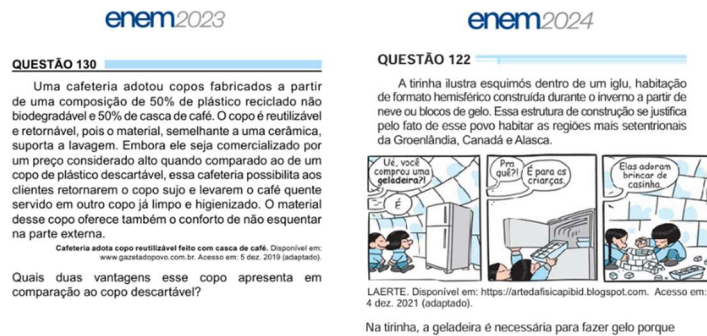 enem2023
QUESTÃO 130
Uma cafeteria adotou copos fabricados a partir
de uma composição de 50% de plástico reciclado não
biodegradável e 50% de casca de café. O copo é reutilizável
e retornável, pois o material, semelhante a uma cerâmica,
suporta a lavagem. Embora ele seja comercializado por
um preço considerado alto quando comparado ao de um
copo de plástico descartável, essa cafeteria possibilita aos
clientes retornarem o copo sujo e levarem o café quente
servido em outro copo já limpo e higienizado. O material
desse copo oferece também o conforto de não esquentar
na parte externa.
Cafeteria adota copo reutilizável feito com casca de café. Disponível em:
www.gazetadopovo.com.br. Acesso em: 5 dez. 2019 (adaptado).
Quais duas vantagens esse copo apresenta em
comparação ao copo descartável?
enem2024
QUESTÃO 122
A tirinha ilustra esquimós dentro de um iglu, habitação
de formato hemisférico construída durante o inverno a partir de
neve ou blocos de gelo. Essa estrutura de construção se justifica
pelo fato de esse povo habitar as regiões mais setentrionais
da Groenlândia, Canadá e Alasca.
Ué, você
comprou uma
geladeira?!
É
Pra
quê?!
É para as
crianças.
Elas adoram
brincar de
casinha.
LAERTE. Disponível em: https://artedafisicapibid.blogspot.com. Acesso em:
4 dez. 2021 (adaptado).
Na tirinha, a geladeira é necessária para fazer gelo porque